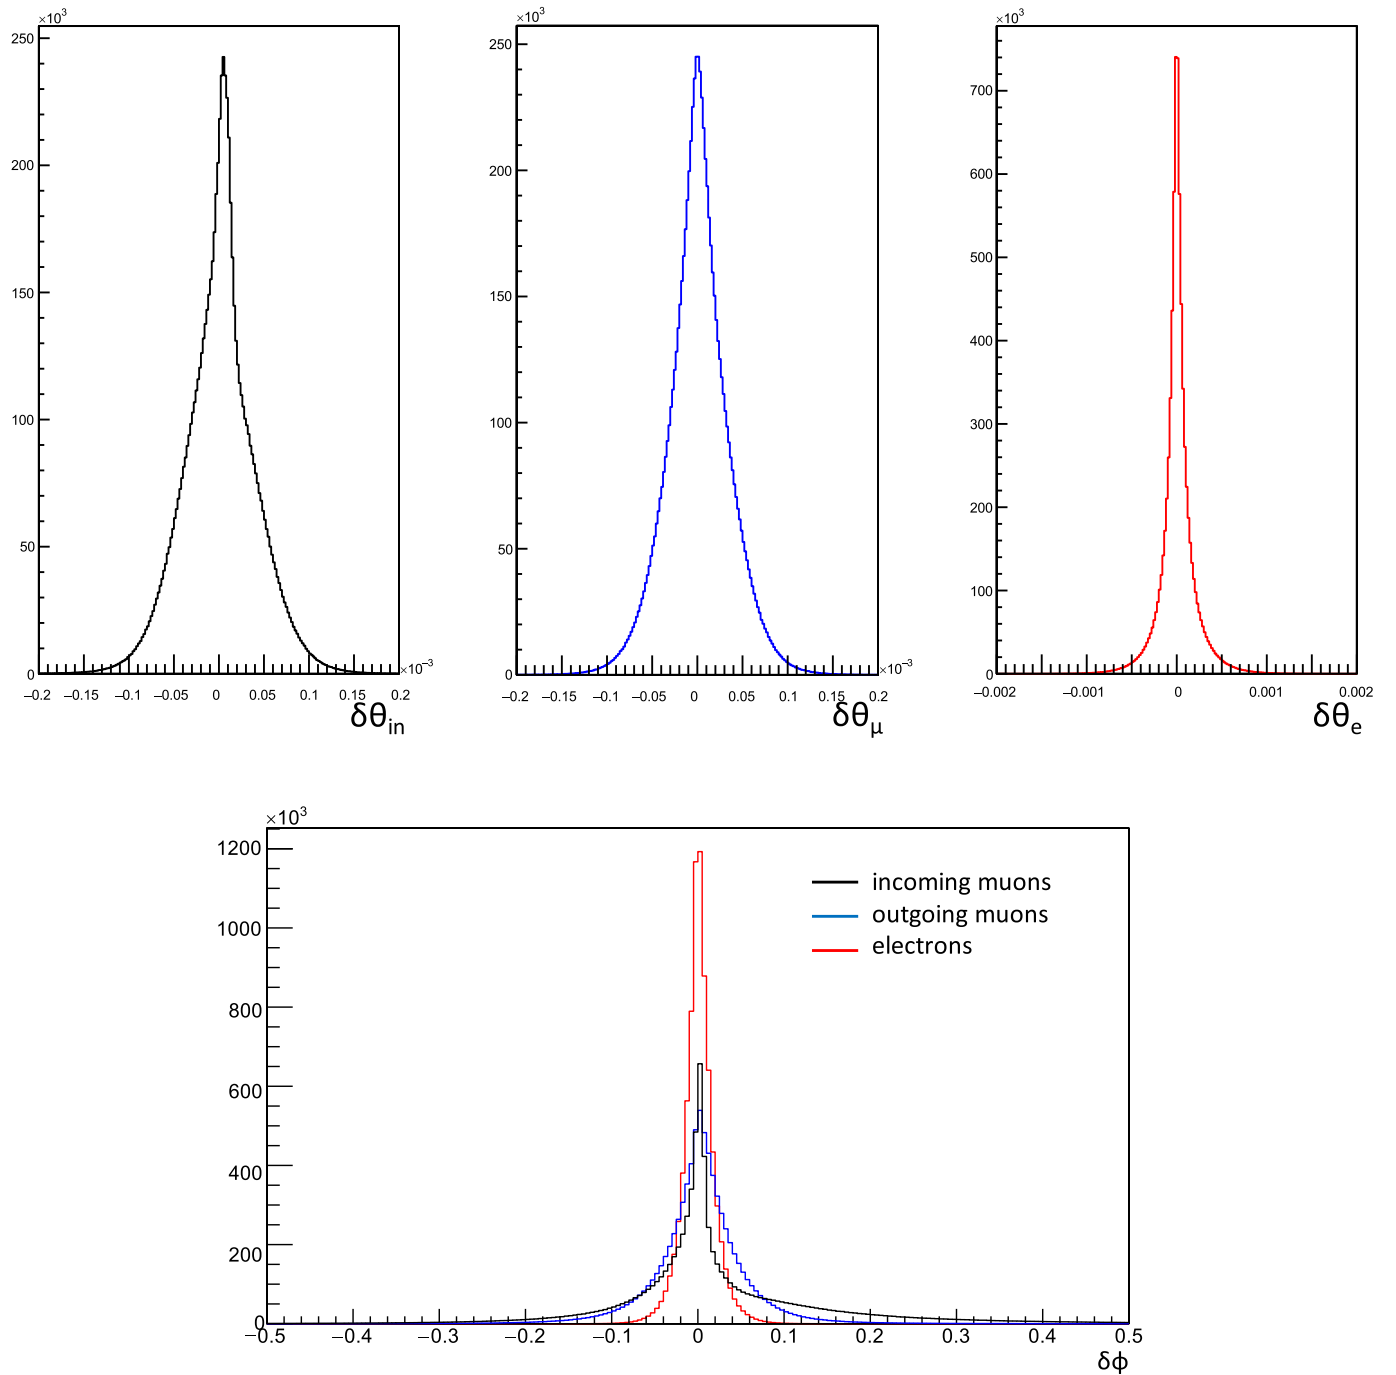 ×10³ ×10³ ×10³
250
200
150
100
50
0
−0.2 −0.15 −0.1 −0.05 0 0.05 0.1 0.15 0.2
×10⁻³
δθin
250
200
150
100
50
0
−0.2 −0.15 −0.1 −0.05 0 0.05 0.1 0.15 0.2
×10⁻³
δθμ
700
600
500
400
300
200
100
0
−0.002 −0.001 0 0.001 0.002
δθe
×10³
1200
1000
800
600
400
200
0
incoming muons
outgoing muons
electrons
−0.5 −0.4 −0.3 −0.2 −0.1 0 0.1 0.2 0.3 0.4 0.5
δϕ